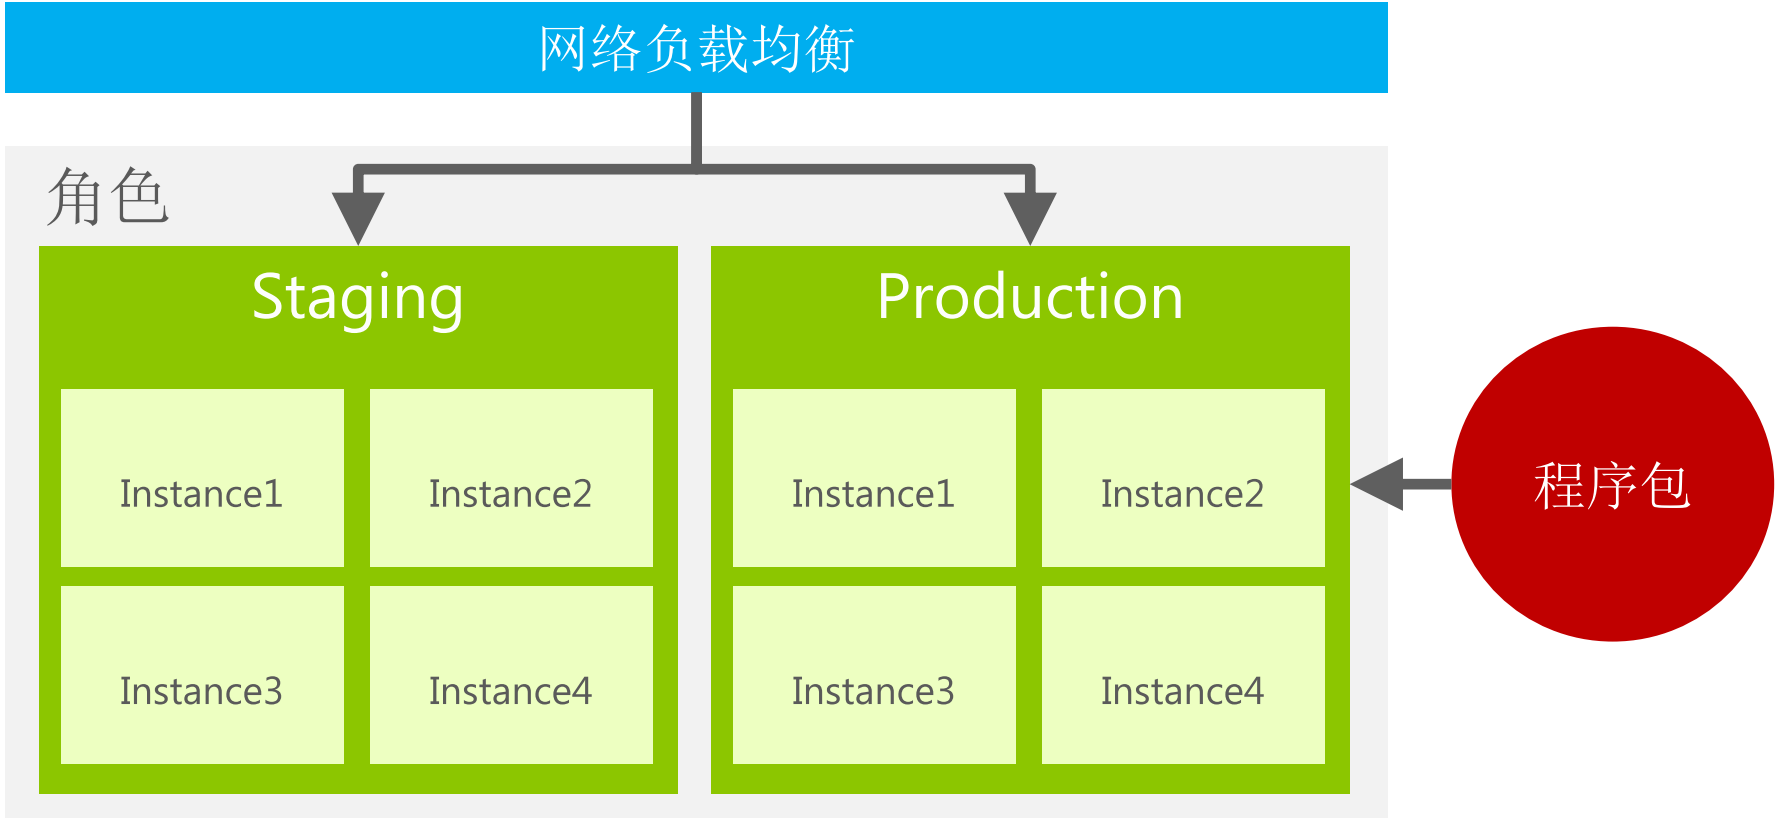 网络负载均衡
角色
Staging
Production
Instance1
Instance2
Instance1
Instance2
程序包
Instance3
Instance4
Instance3
Instance4